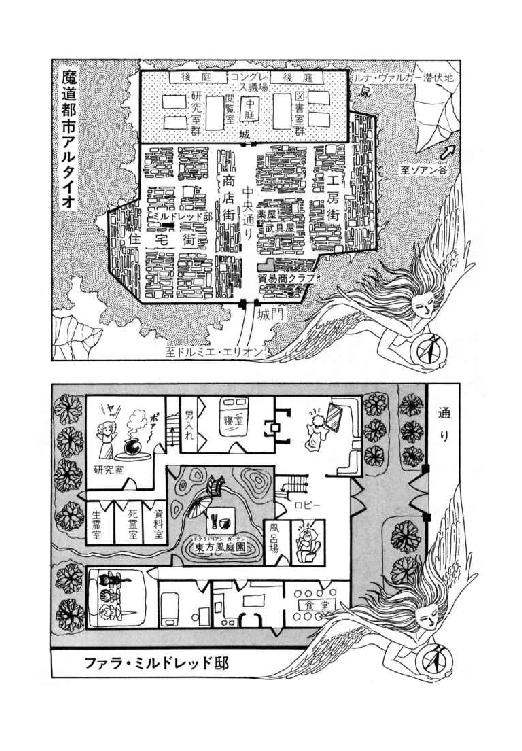 魔道都市アルタイオ
後庭
コングレス議場
後庭
ルナ・ヴァルガー潜伏地
研究室群
閲覧室
中庭
図書室群
城
至ゾアン谷
商店街
中央通り
工房街
ミルドレッド邸
薬屋
武具屋
住宅街
貿易商クラブ
城門
至ドルミエ・エリオン
男入れ
寝室
研究室
通り
ロビー
生霊室
死霊室
資料室
東方風庭園
風呂場
食堂
ファラ・ミルドレッド邸